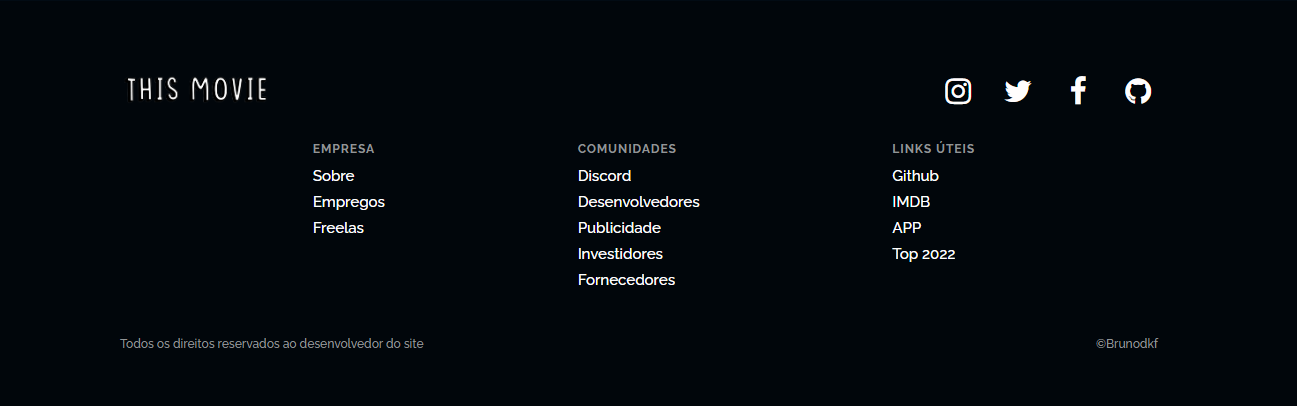 THIS MOVIE
EMPRESA
Sobre
Empregos
Freelas
COMUNIDADES
Discord
Desenvolvedores
Publicidade
Investidores
Fornecedores
LINKS ÚTEIS
Github
IMDB
APP
Top 2022
Todos os direitos reservados ao desenvolvedor do site
©Brunodkf